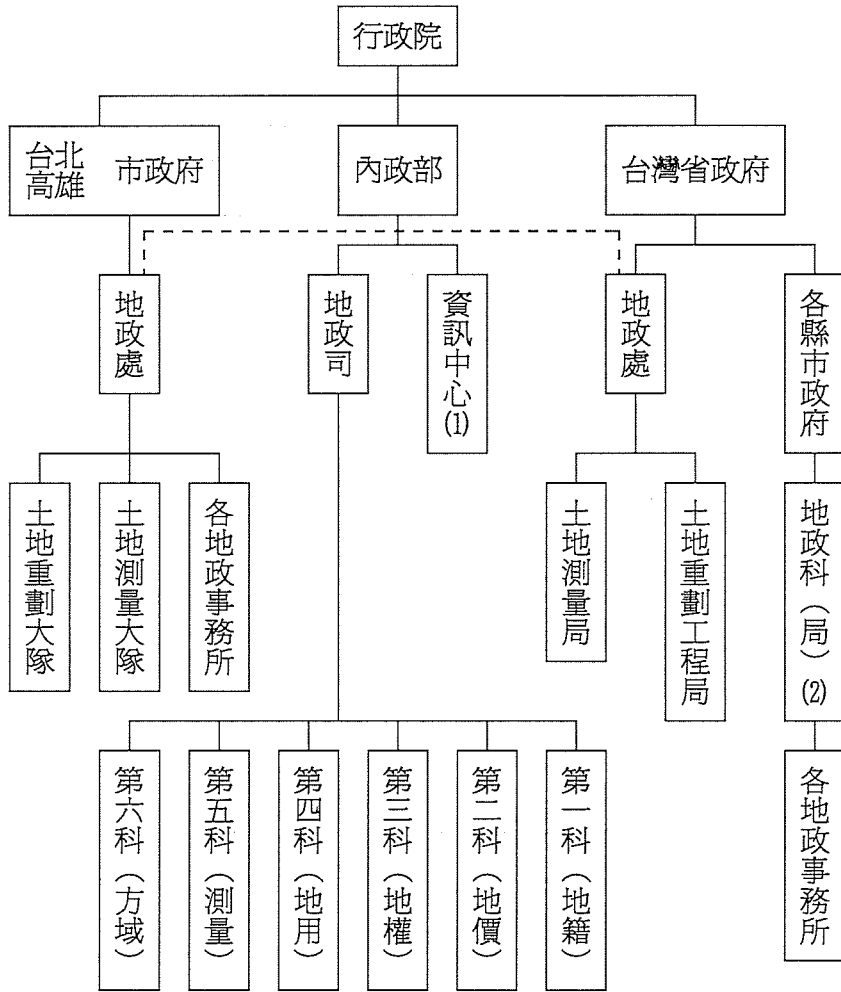 行政院
台北
高雄 市政府
內政部
台灣省政府
地政處
地政司
資訊中心(1)
地政處
各縣市政府
土地重劃大隊
土地測量大隊
各地政事務所
土地測量局
土地重劃工程局
地政科（局）(2)
第六科（方域）
第五科（測量）
第四科（地用）
第三科（地權）
第二科（地價）
第一科（地籍）
各地政事務所